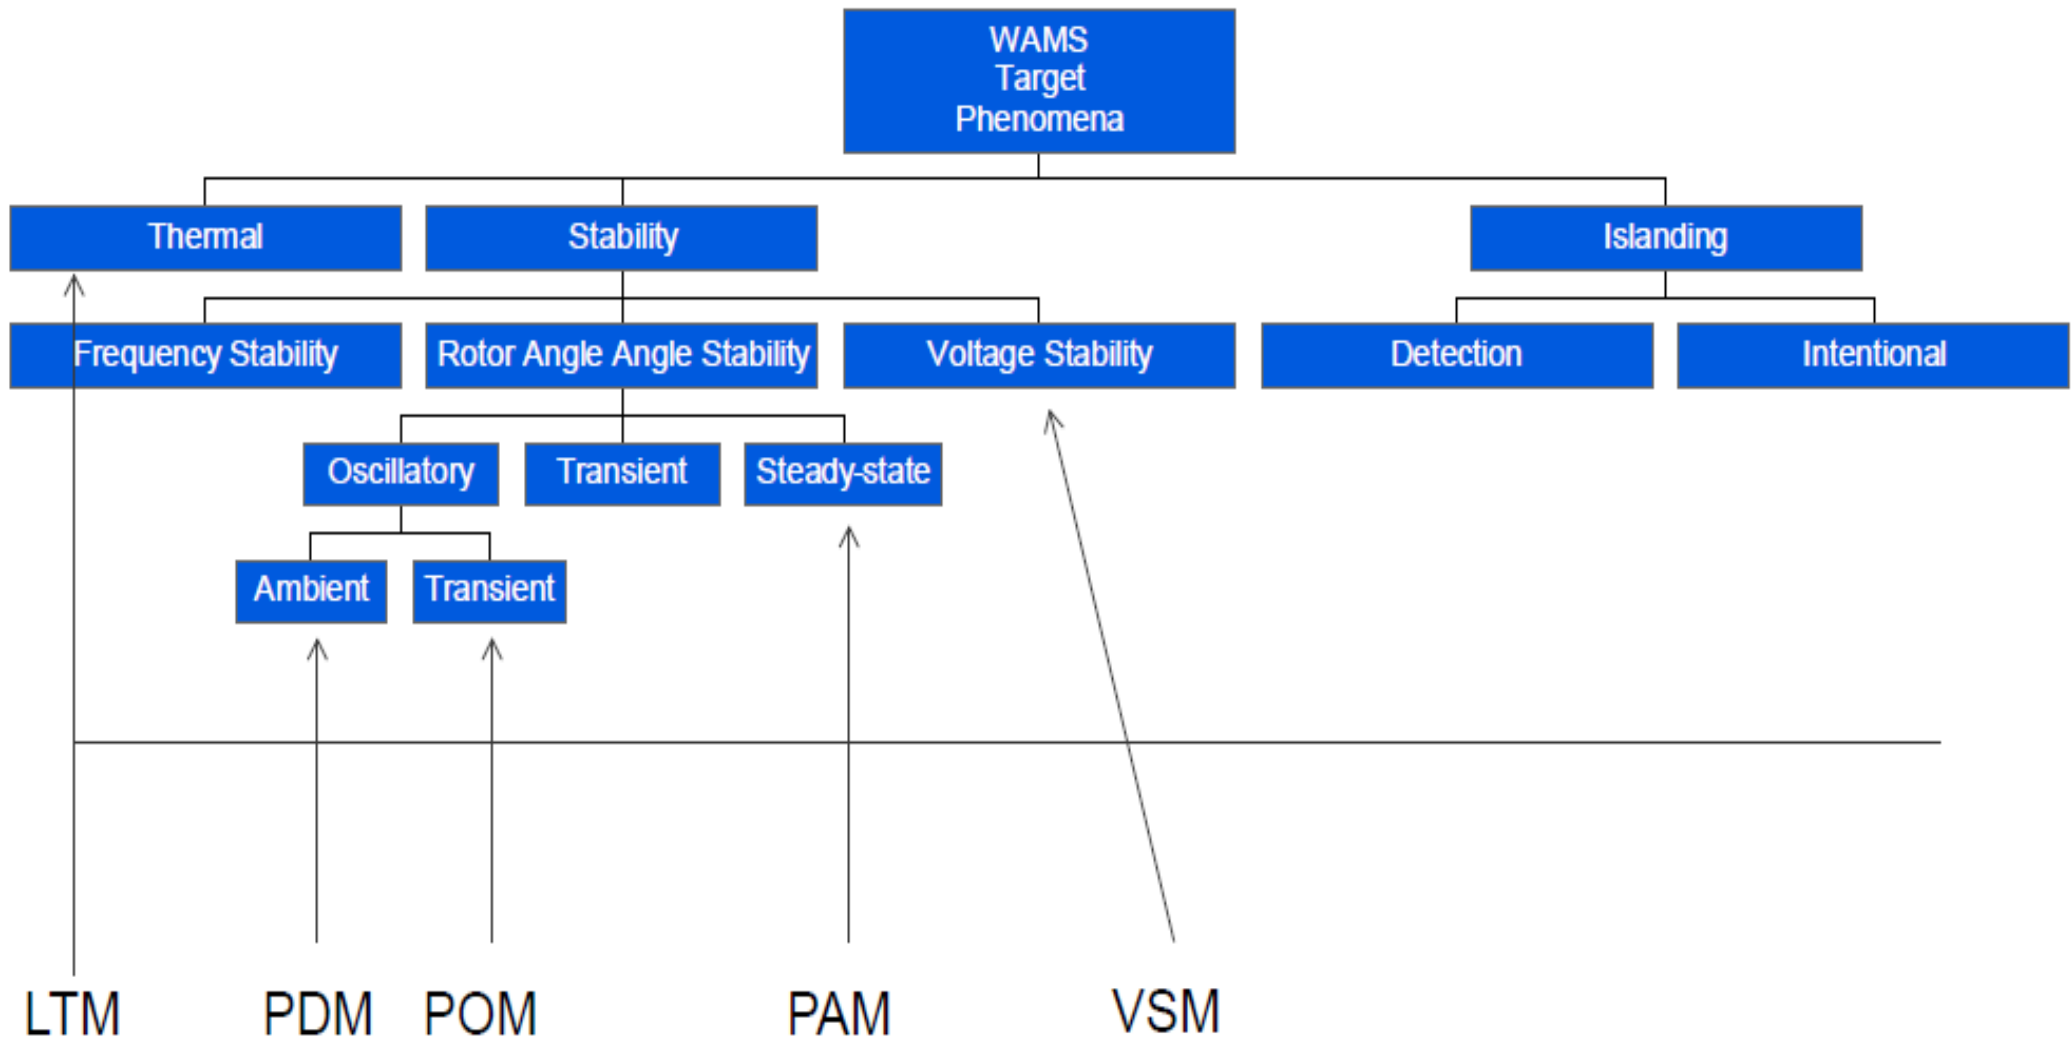 WAMS
Target
Phenomena
Thermal
Stability
Islanding
Frequency Stability
Rotor Angle Angle Stability
Voltage Stability
Detection
Intentional
Oscillatory
Transient
Steady-state
Ambient
Transient
LTM
PDM
POM
PAM
VSM